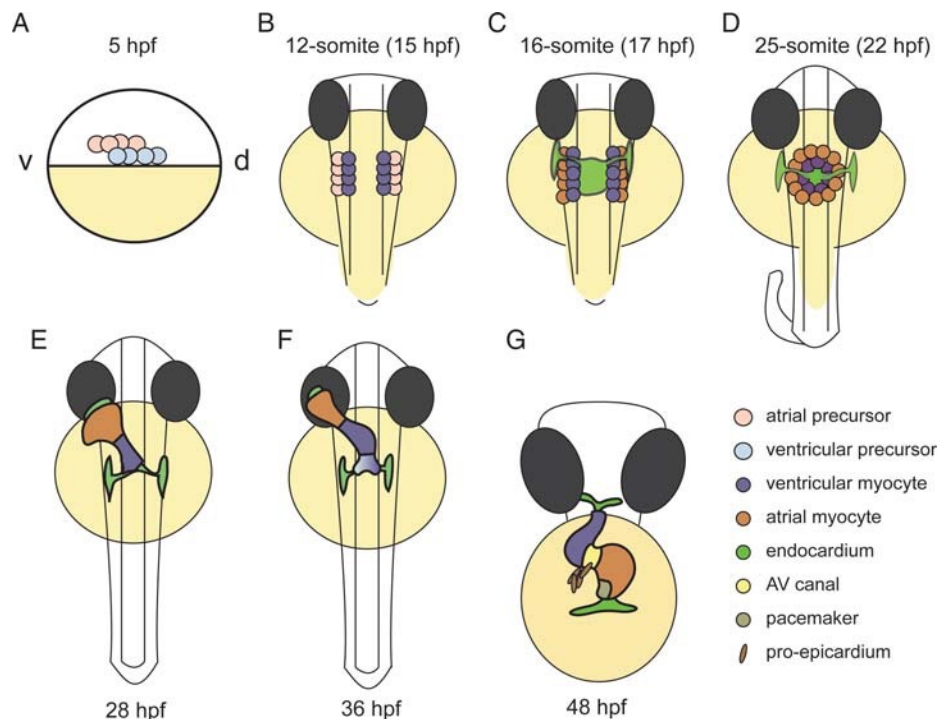 A
5 hpf
v
d
B
12-somite (15 hpf)
C
16-somite (17 hpf)
D
25-somite (22 hpf)
E
28 hpf
F
36 hpf
G
48 hpf
atrial precursor
ventricular precursor
ventricular myocyte
atrial myocyte
endocardium
AV canal
pacemaker
pro-epicardium